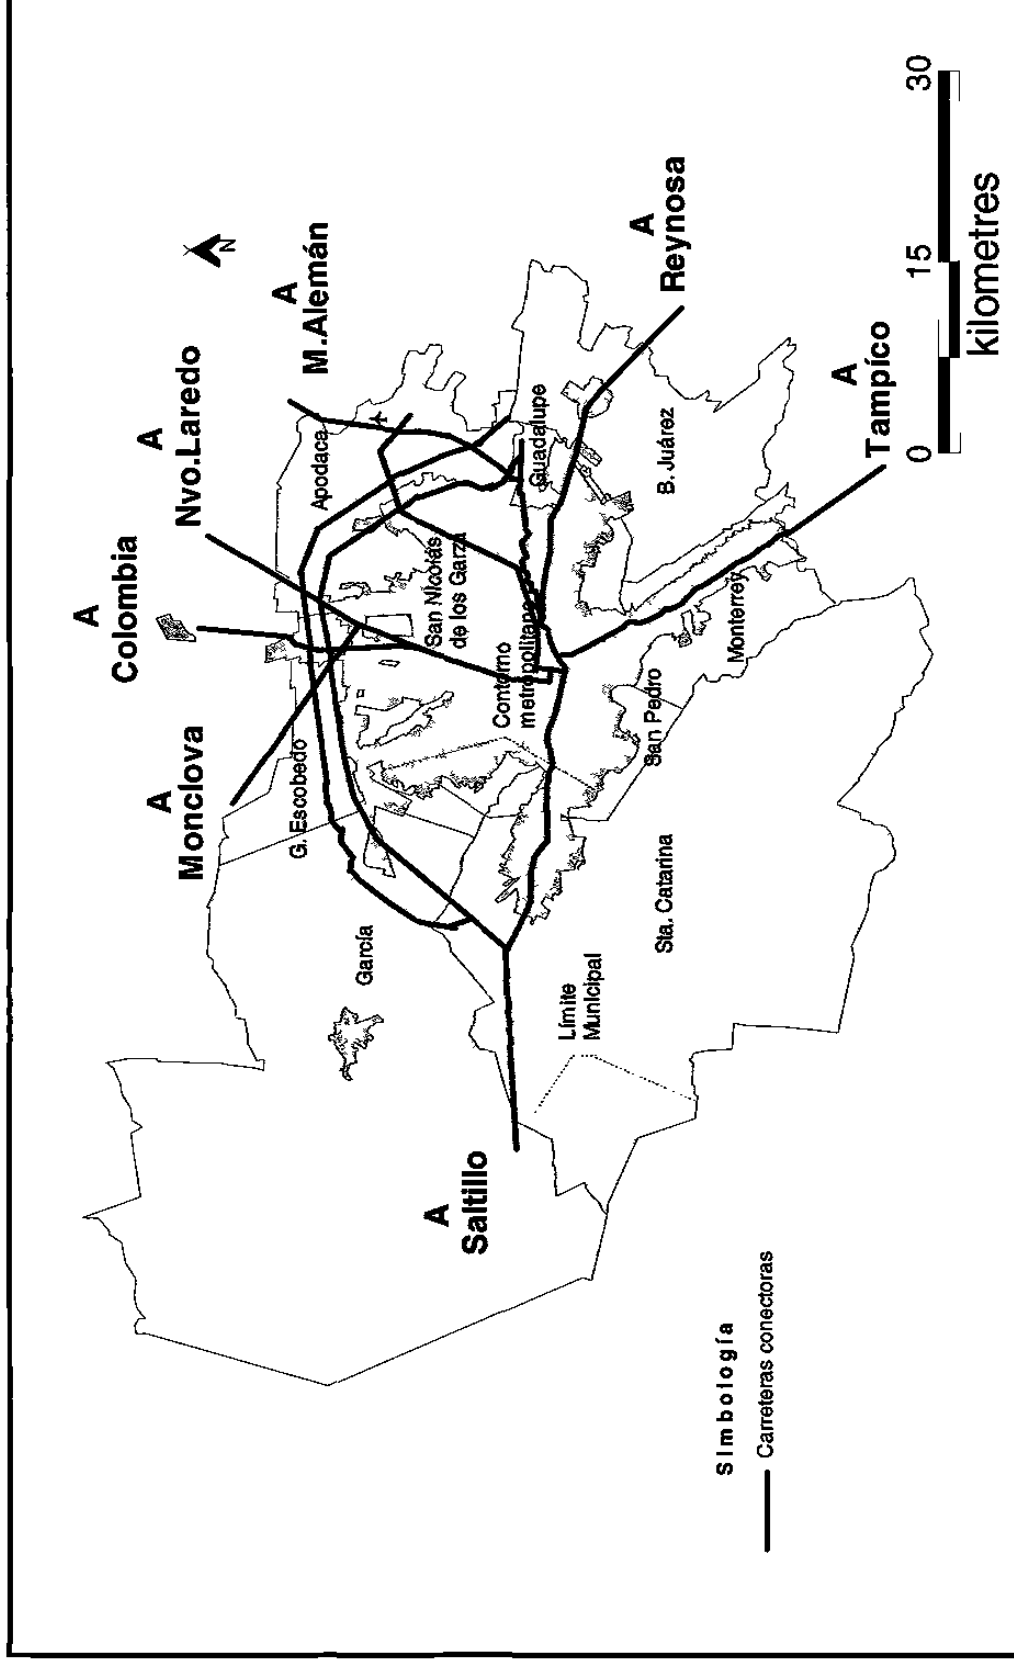 A
Colombia
A
Nvo.Laredo
A
Monclova
N
A
M.Alemán
Apodaca
G. Escobedo
García
San Nicolás
de los Garza
Guadalupe
A
Reynosa
Contorno
metropolitano
A
Saltillo
Límite
Municipal
Sta. Catarina
San Pedro
B. Juárez
Monterrey
A
Tampíco
Simbología
Carreteras conectoras
0 15 30
kilometres